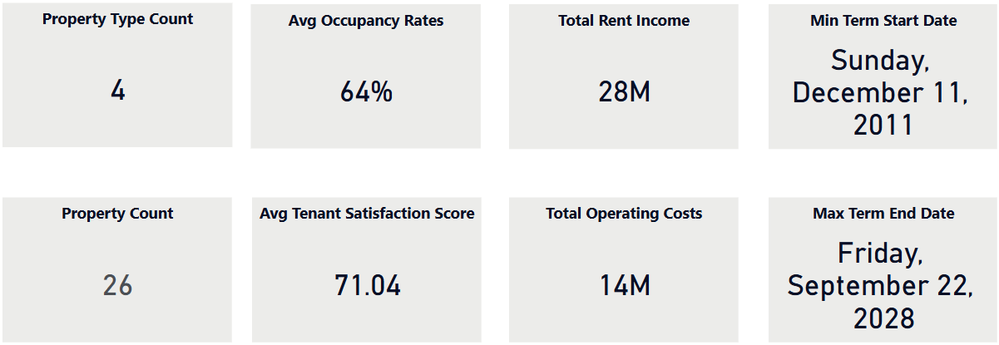 Property Type Count
4
Avg Occupancy Rates
64%
Total Rent Income
28M
Min Term Start Date
Sunday,
December 11,
2011
Property Count
26
Avg Tenant Satisfaction Score
71.04
Total Operating Costs
14M
Max Term End Date
Friday,
September 22,
2028